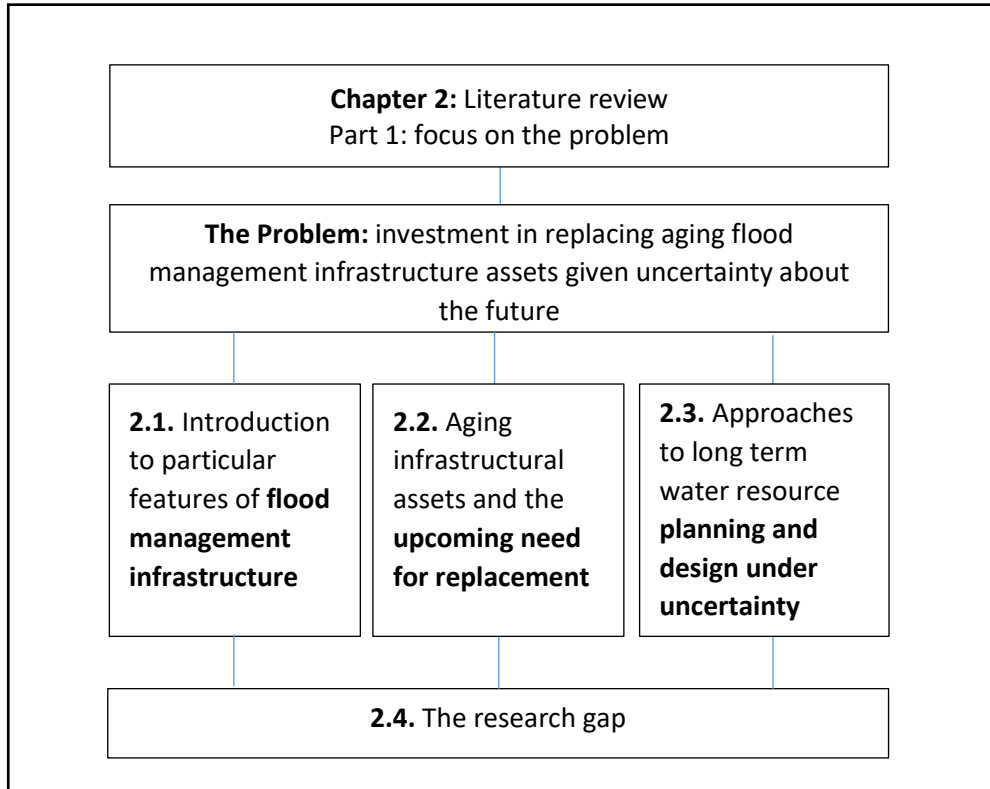 Chapter 2: Literature review
Part 1: focus on the problem
The Problem: investment in replacing aging flood
management infrastructure assets given uncertainty about
the future
2.1. Introduction
to particular
features of flood
management
infrastructure
2.2. Aging
infrastructural
assets and the
upcoming need
for replacement
2.3. Approaches
to long term
water resource
planning and
design under
uncertainty
2.4. The research gap